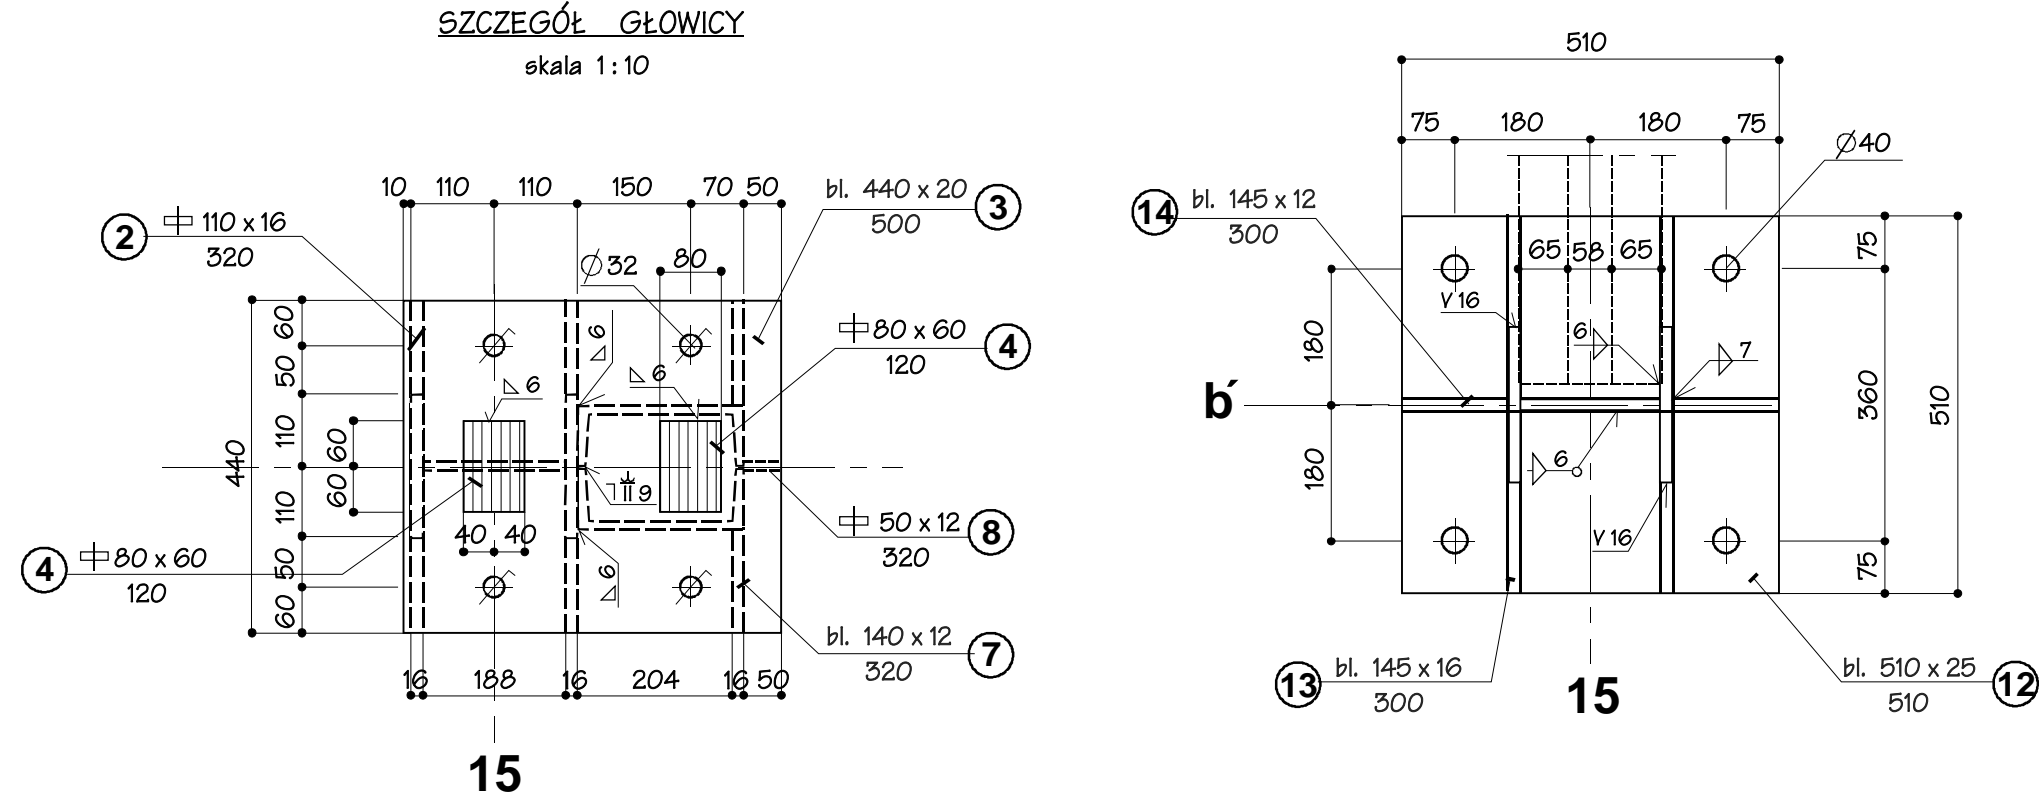 SZCZEGÓŁ GŁOWICY
skala 1:10
10 110 110 150 70 50
2
110 x 16
320
bl. 440 x 20
500
3
Ø32
80
60
50
110
110
50
60
440
60
60
6
6
6
80 x 60
120
4
9
40 40
50 x 12
320
8
4
80 x 60
120
6
bl. 140 x 12
320
7
16 188 16 204 16 50
15
510
75 180 180 75
Ø40
14
bl. 145 x 12
300
65 58 65
V 16
6
7
75
360
75
510
180
180
b́
6
V 16
13
bl. 145 x 16
300
15
bl. 510 x 25
510
12